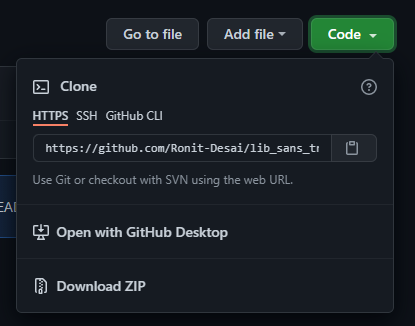 Go to file Add file Code
Clone
HTTPS SSH GitHub CLI
https://github.com/Ronit-Desai/lib_sans_tr
Use Git or checkout with SVN using the web URL.
Open with GitHub Desktop
Download ZIP